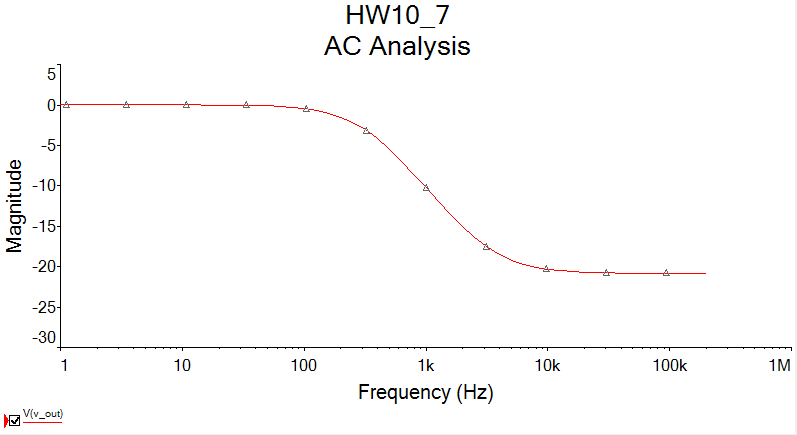 HW10_7
AC Analysis
5
0
-5
-10
-15
-20
-25
-30
Magnitude
1 10 100 1k 10k 100k 1M
Frequency (Hz)
V(v_out)